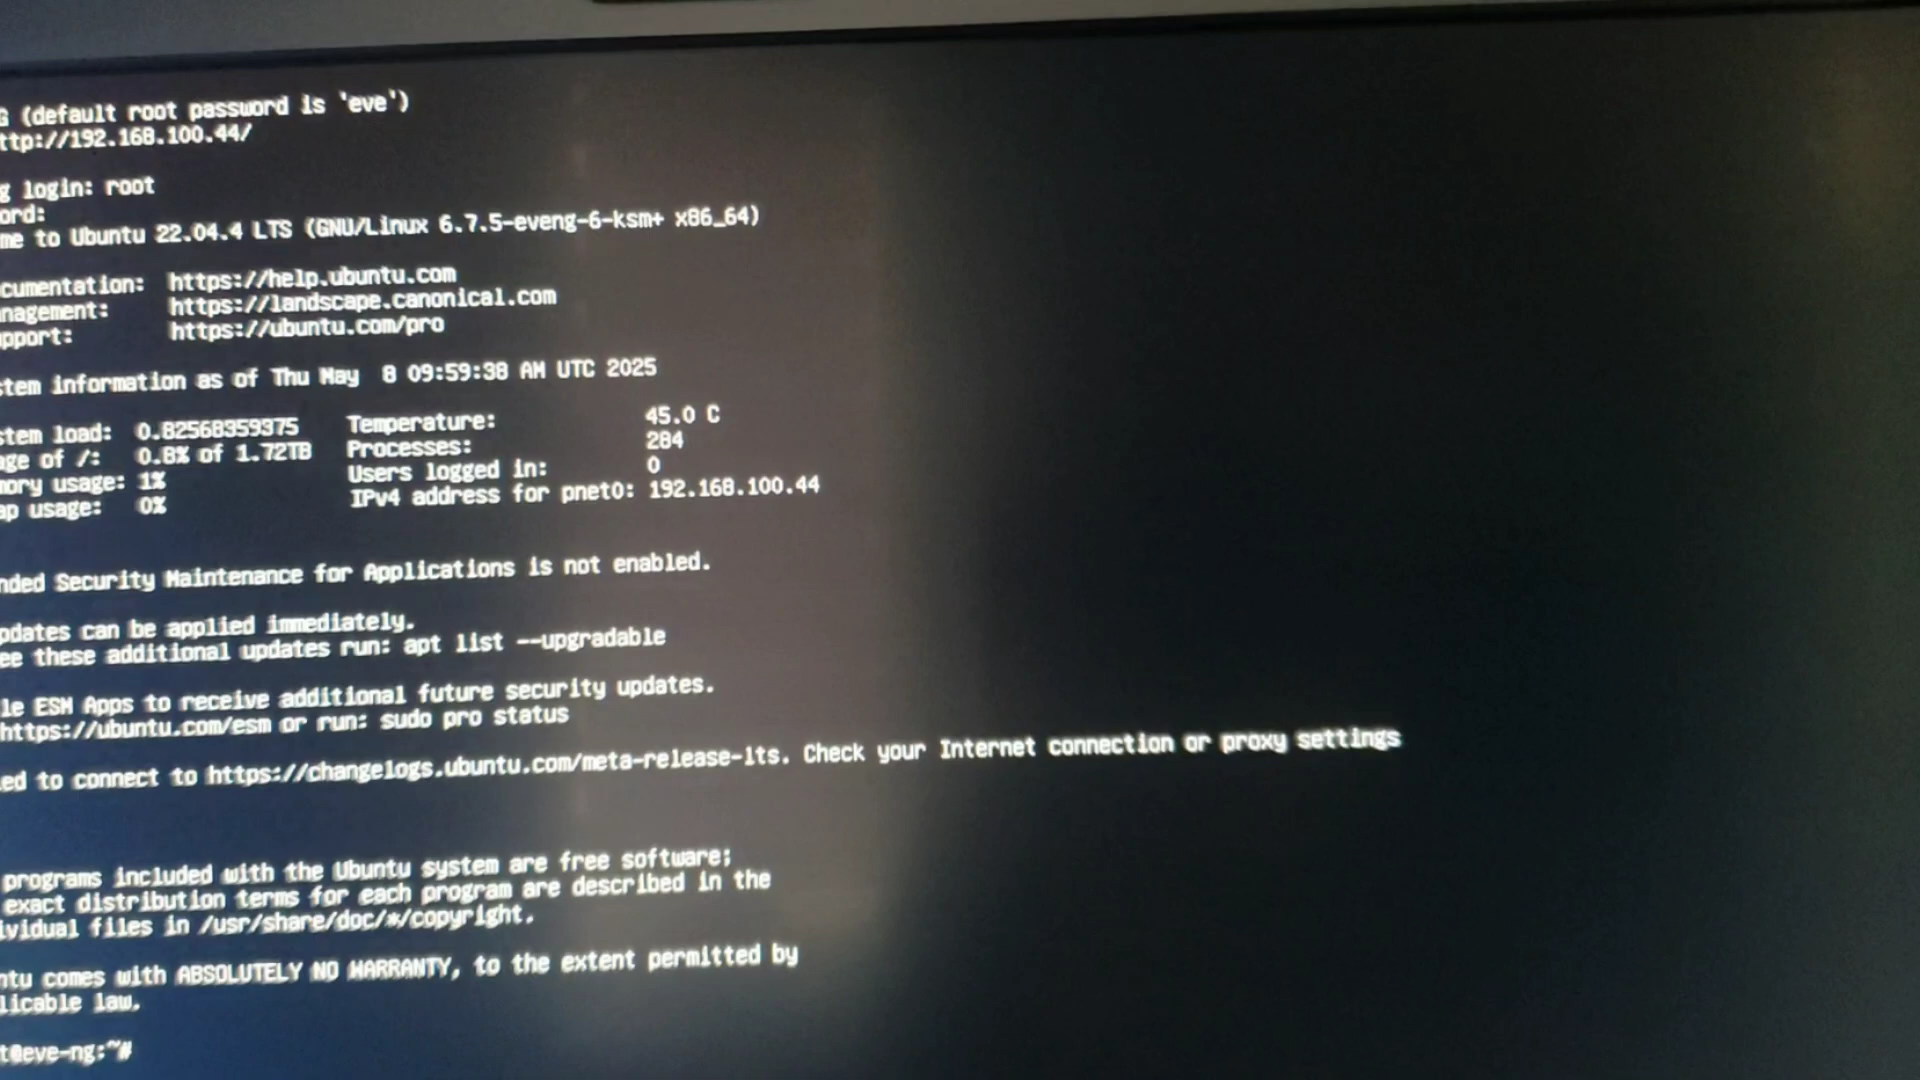 (default root password is 'eve')
ttp://192.168.100.44/
g login: root
ord:
me to Ubuntu 22.04.4 LTS (GNU/Linux 6.7.5-eveng-6-ksm+ x86_64)
cumentation: https://help.ubuntu.com
nagement: https://landscape.canonical.com
pport: https://ubuntu.com/pro
stem information as of Thu May 8 09:59:38 AM UTC 2025
stem load: 0.82568359375 Temperature: 45.0 C
age of /: 0.8% of 1.72TB Processes: 284
mory usage: 1% Users logged in: 0
ap usage: 0% IPv4 address for pnet0: 192.168.100.44
nded Security Maintenance for Applications is not enabled.
pdates can be applied immediately.
ee these additional updates run: apt list --upgradable
le ESM Apps to receive additional future security updates.
https://ubuntu.com/esm or run: sudo pro status
ed to connect to https://changelogs.ubuntu.com/meta-release-lts. Check your Internet connection or proxy settings
programs included with the Ubuntu system are free software;
exact distribution terms for each program are described in the
ividual files in /usr/share/doc/*/copyright.
ntu comes with ABSOLUTELY NO WARRANTY, to the extent permitted by
licable law.
t@eve-ng:~#